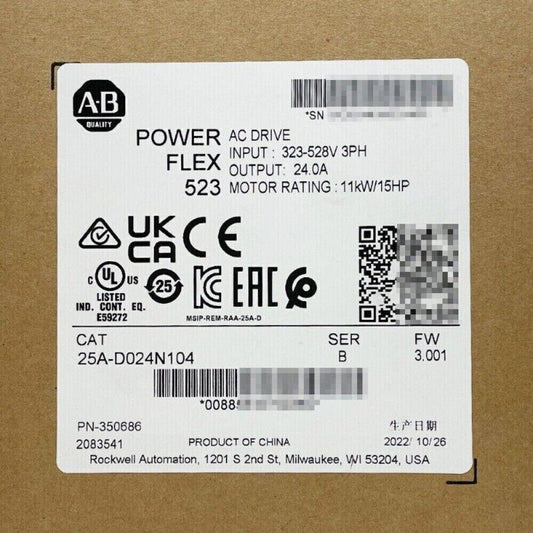 A-B
QUALITY
*SN
POWER FLEX 523
AC DRIVE
INPUT : 323-528V 3PH
OUTPUT: 24.0A
MOTOR RATING : 11kW/15HP
UK CA CE
C UL US 25 EAC
LISTED
IND. CONT. EQ.
E59272
MSIP-REM-RAA-25A-D
CAT SER FW
25A-D024N104 B 3.001
*0088
PN-350686 生产日期
2083541 PRODUCT OF CHINA 2022/10/26
Rockwell Automation, 1201 S 2nd St, Milwaukee, WI 53204, USA